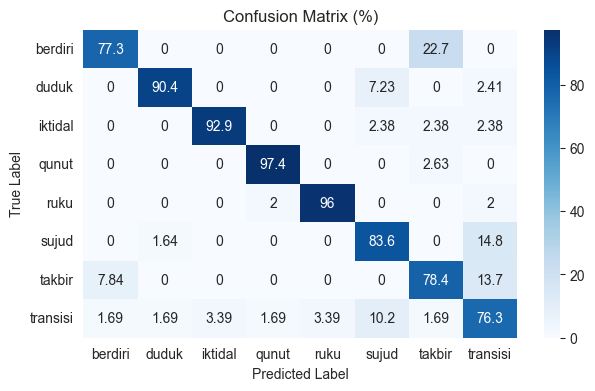 Confusion Matrix (%)
berdiri 77.3 0 0 0 0 0 22.7 0
duduk 0 90.4 0 0 0 7.23 0 2.41
iktidal 0 0 92.9 0 0 2.38 2.38 2.38
qunut 0 0 0 97.4 0 0 2.63 0
ruku 0 0 0 2 96 0 0 2
sujud 0 1.64 0 0 0 83.6 0 14.8
takbir 7.84 0 0 0 0 0 78.4 13.7
transisi 1.69 1.69 3.39 1.69 3.39 10.2 1.69 76.3
berdiri duduk iktidal qunut ruku sujud takbir transisi
Predicted Label
True Label
80
60
40
20
0